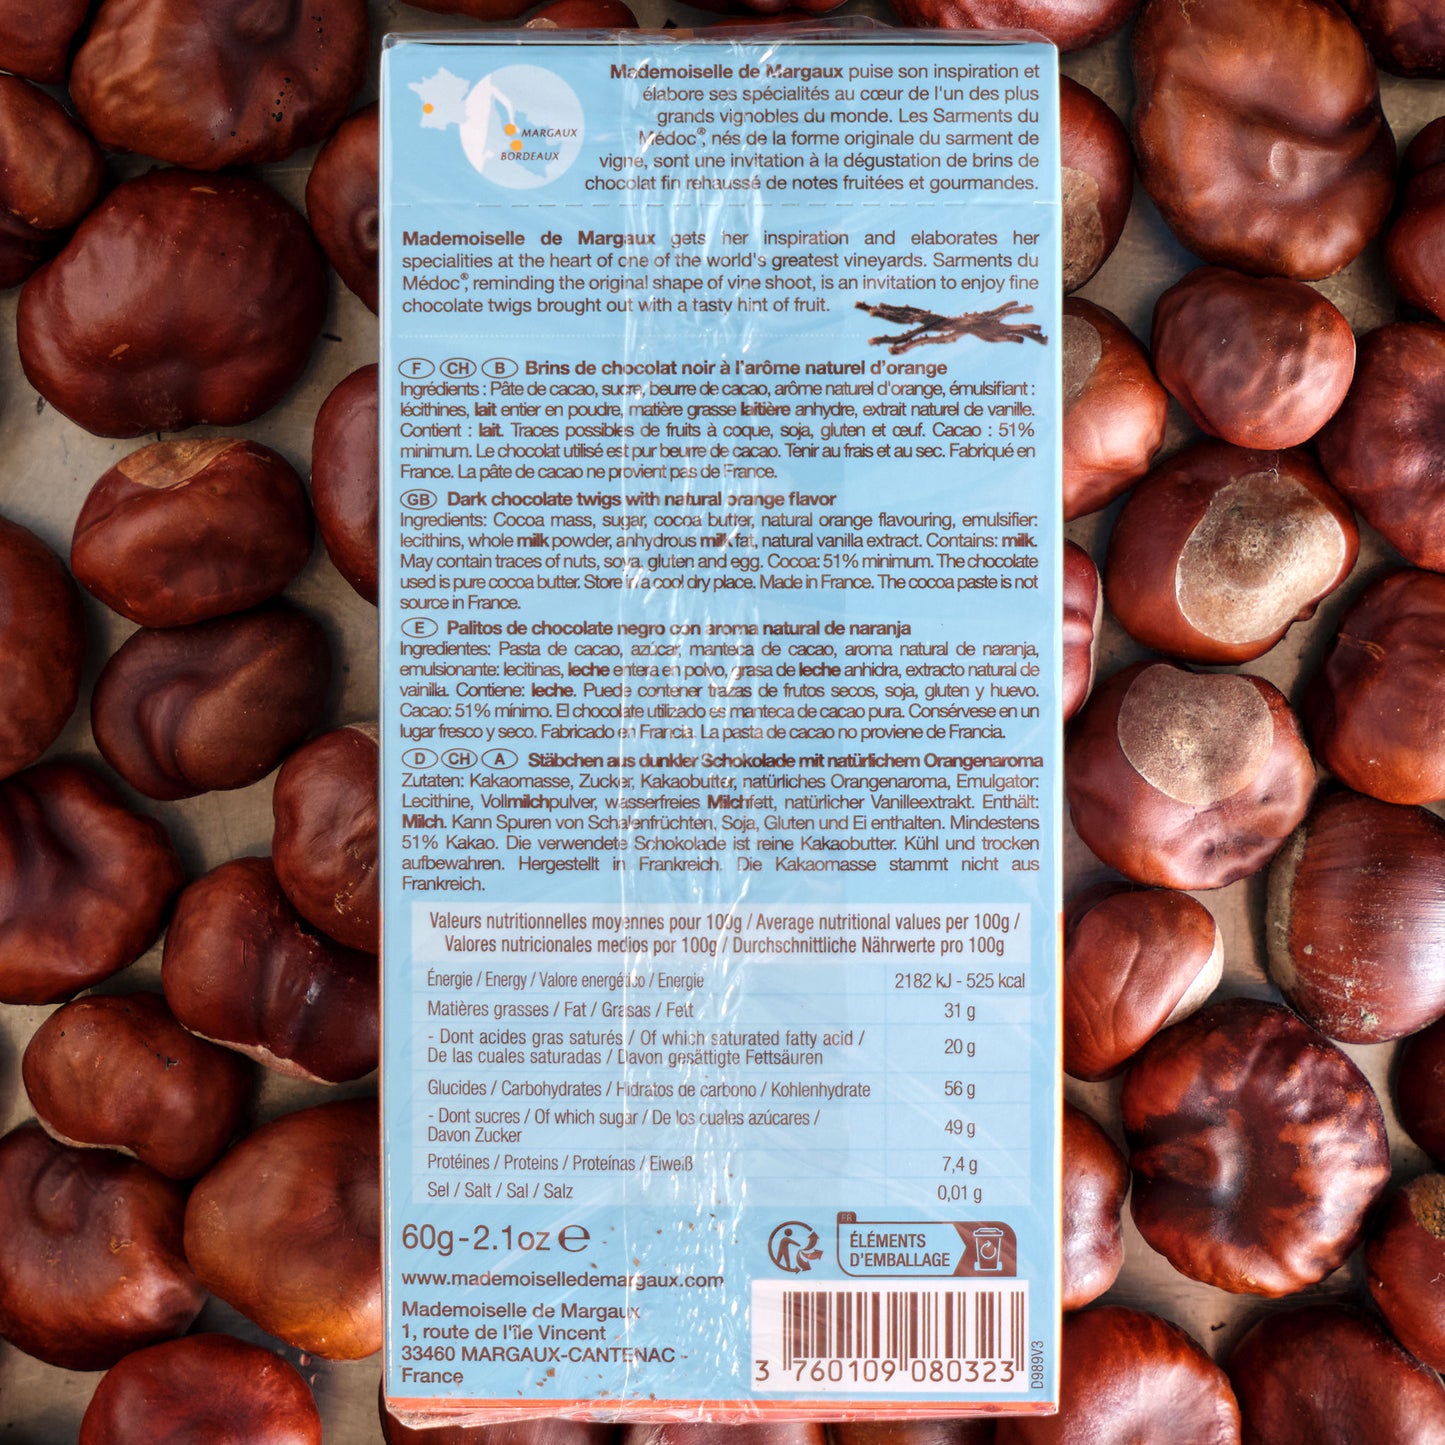 MARGAUX
BORDEAUX
Mademoiselle de Margaux puise son inspiration et
élabore ses spécialités au cœur de l'un des plus
grands vignobles du monde. Les Sarments du
Médoc®, nés de la forme originale du sarment de
vigne, sont une invitation à la dégustation de brins de
chocolat fin rehaussé de notes fruitées et gourmandes.
Mademoiselle de Margaux gets her inspiration and elaborates her
specialities at the heart of one of the world's greatest vineyards. Sarments du
Médoc®, reminding the original shape of vine shoot, is an invitation to enjoy fine
chocolate twigs brought out with a tasty hint of fruit.
F CH B Brins de chocolat noir à l'arôme naturel d'orange
Ingrédients : Pâte de cacao, sucre, beurre de cacao, arôme naturel d'orange, émulsifiant :
lécithines, lait entier en poudre, matière grasse laitière anhydre, extrait naturel de vanille.
Contient : lait. Traces possibles de fruits à coque, soja, gluten et œuf. Cacao : 51%
minimum. Le chocolat utilisé est pur beurre de cacao. Tenir au frais et au sec. Fabriqué en
France. La pâte de cacao ne provient pas de France.
GB Dark chocolate twigs with natural orange flavor
Ingredients: Cocoa mass, sugar, cocoa butter, natural orange flavouring, emulsifier:
lecithins, whole milk powder, anhydrous milk fat, natural vanilla extract. Contains: milk.
May contain traces of nuts, soya, gluten and egg. Cocoa: 51% minimum. The chocolate
used is pure cocoa butter. Store in a cool dry place. Made in France. The cocoa paste is not
source in France.
E Palitos de chocolate negro con aroma natural de naranja
Ingredientes: Pasta de cacao, azúcar, manteca de cacao, aroma natural de naranja,
emulsionante: lecitinas, leche entera en polvo, grasa de leche anhidra, extracto natural de
vainilla. Contiene: leche. Puede contener trazas de frutos secos, soja, gluten y huevo.
Cacao: 51% mínimo. El chocolate utilizado es manteca de cacao pura. Consérvese en un
lugar fresco y seco. Fabricado en Francia. La pasta de cacao no proviene de Francia.
D CH A Stäbchen aus dunkler Schokolade mit natürlichem Orangenaroma
Zutaten: Kakaomasse, Zucker, Kakaobutter, natürliches Orangenaroma, Emulgator:
Lecithine, Vollmilchpulver, wasserfreies Milchfett, natürlicher Vanilleextrakt. Enthält:
Milch. Kann Spuren von Schalenfrüchten, Soja, Gluten und Ei enthalten. Mindestens
51% Kakao. Die verwendete Schokolade ist reine Kakaobutter. Kühl und trocken
aufbewahren. Hergestellt in Frankreich. Die Kakaomasse stammt nicht aus
Frankreich.
Valeurs nutritionnelles moyennes pour 100g / Average nutritional values per 100g /
Valores nutricionales medios por 100g / Durchschnittliche Nährwerte pro 100g
Énergie / Energy / Valore energético / Energie 2182 kJ - 525 kcal
Matières grasses / Fat / Grasas / Fett 31 g
- Dont acides gras saturés / Of which saturated fatty acid /
De las cuales saturadas / Davon gesättigte Fettsäuren 20 g
Glucides / Carbohydrates / Hidratos de carbono / Kohlenhydrate 56 g
- Dont sucres / Of which sugar / De los cuales azúcares /
Davon Zucker 49 g
Protéines / Proteins / Proteínas / Eiweiß 7,4 g
Sel / Salt / Sal / Salz 0,01 g
60g - 2.1oz ℮
FR
ÉLÉMENTS
D'EMBALLAGE
www.mademoiselledemargaux.com
Mademoiselle de Margaux
1, route de l'Île Vincent
33460 MARGAUX-CANTENAC -
France
3 760109 080323
D989V3